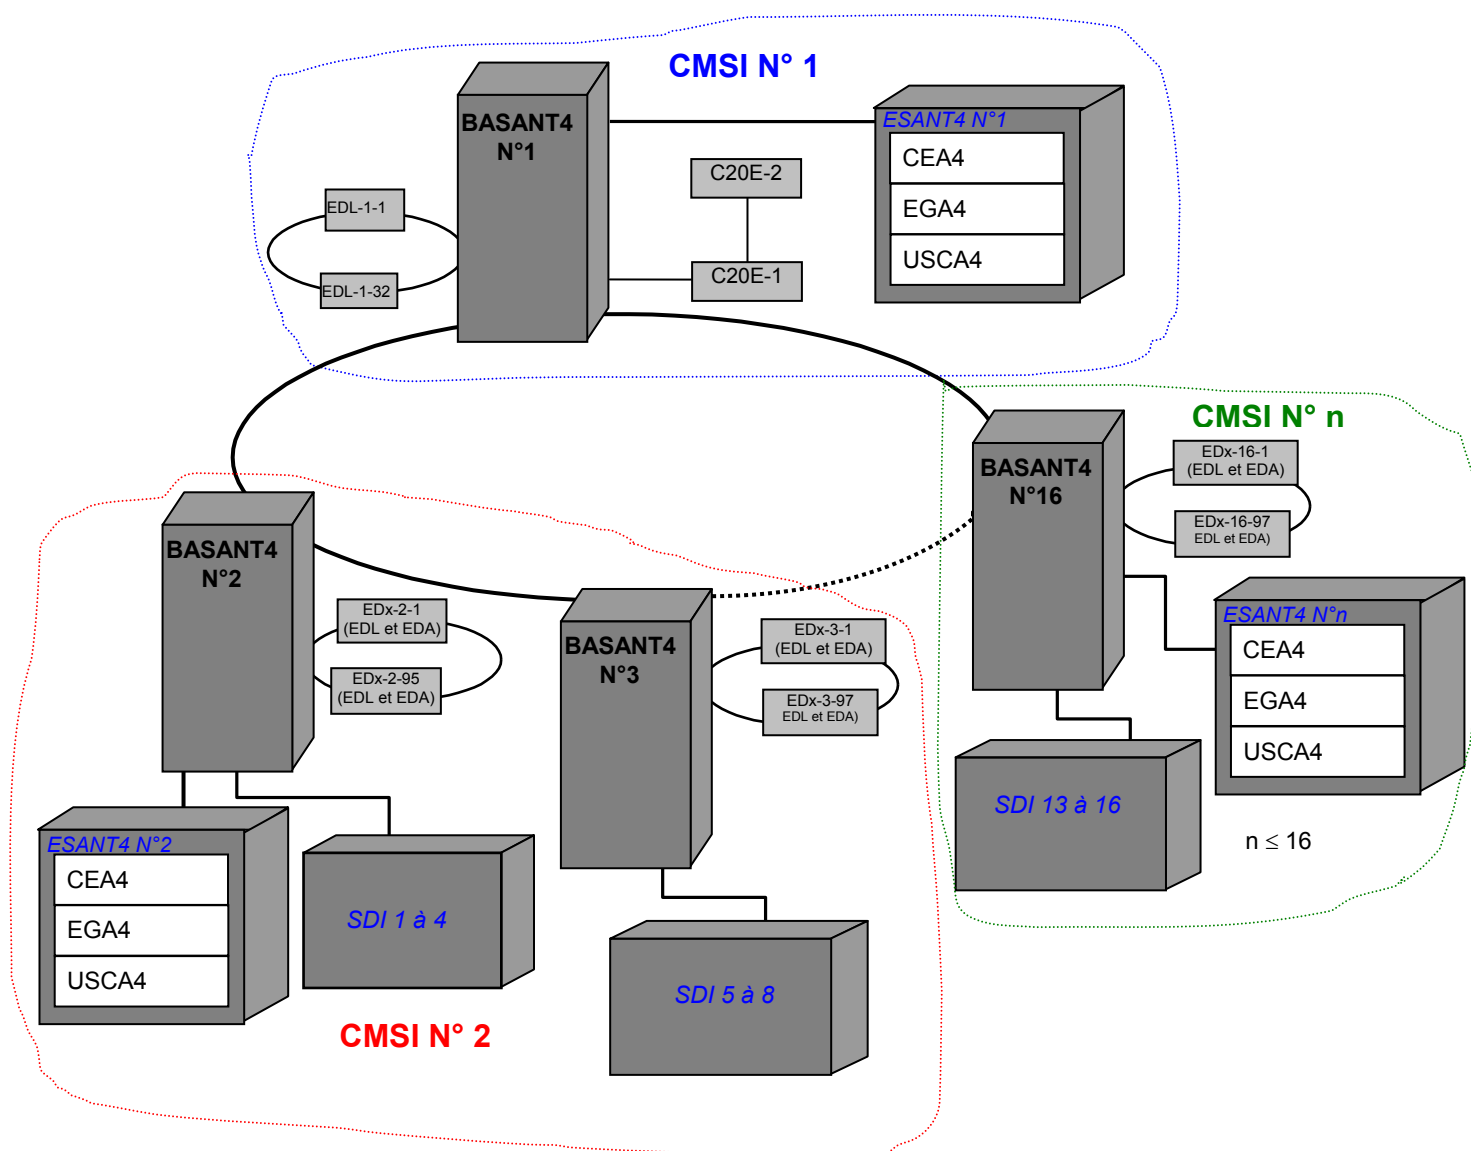 CMSI N° 1
BASANT4
N°1
ESANT4 N°1
CEA4
EGA4
USCA4
C20E-2
C20E-1
EDL-1-1
EDL-1-32
CMSI N° n
BASANT4
N°16
EDx-16-1
(EDL et EDA)
EDx-16-97
EDL et EDA)
ESANT4 N°n
CEA4
EGA4
USCA4
SDI 13 à 16
n ≤ 16
BASANT4
N°2
EDx-2-1
(EDL et EDA)
EDx-2-95
(EDL et EDA)
BASANT4
N°3
EDx-3-1
(EDL et EDA)
EDx-3-97
EDL et EDA)
ESANT4 N°2
CEA4
EGA4
USCA4
SDI 1 à 4
SDI 5 à 8
CMSI N° 2